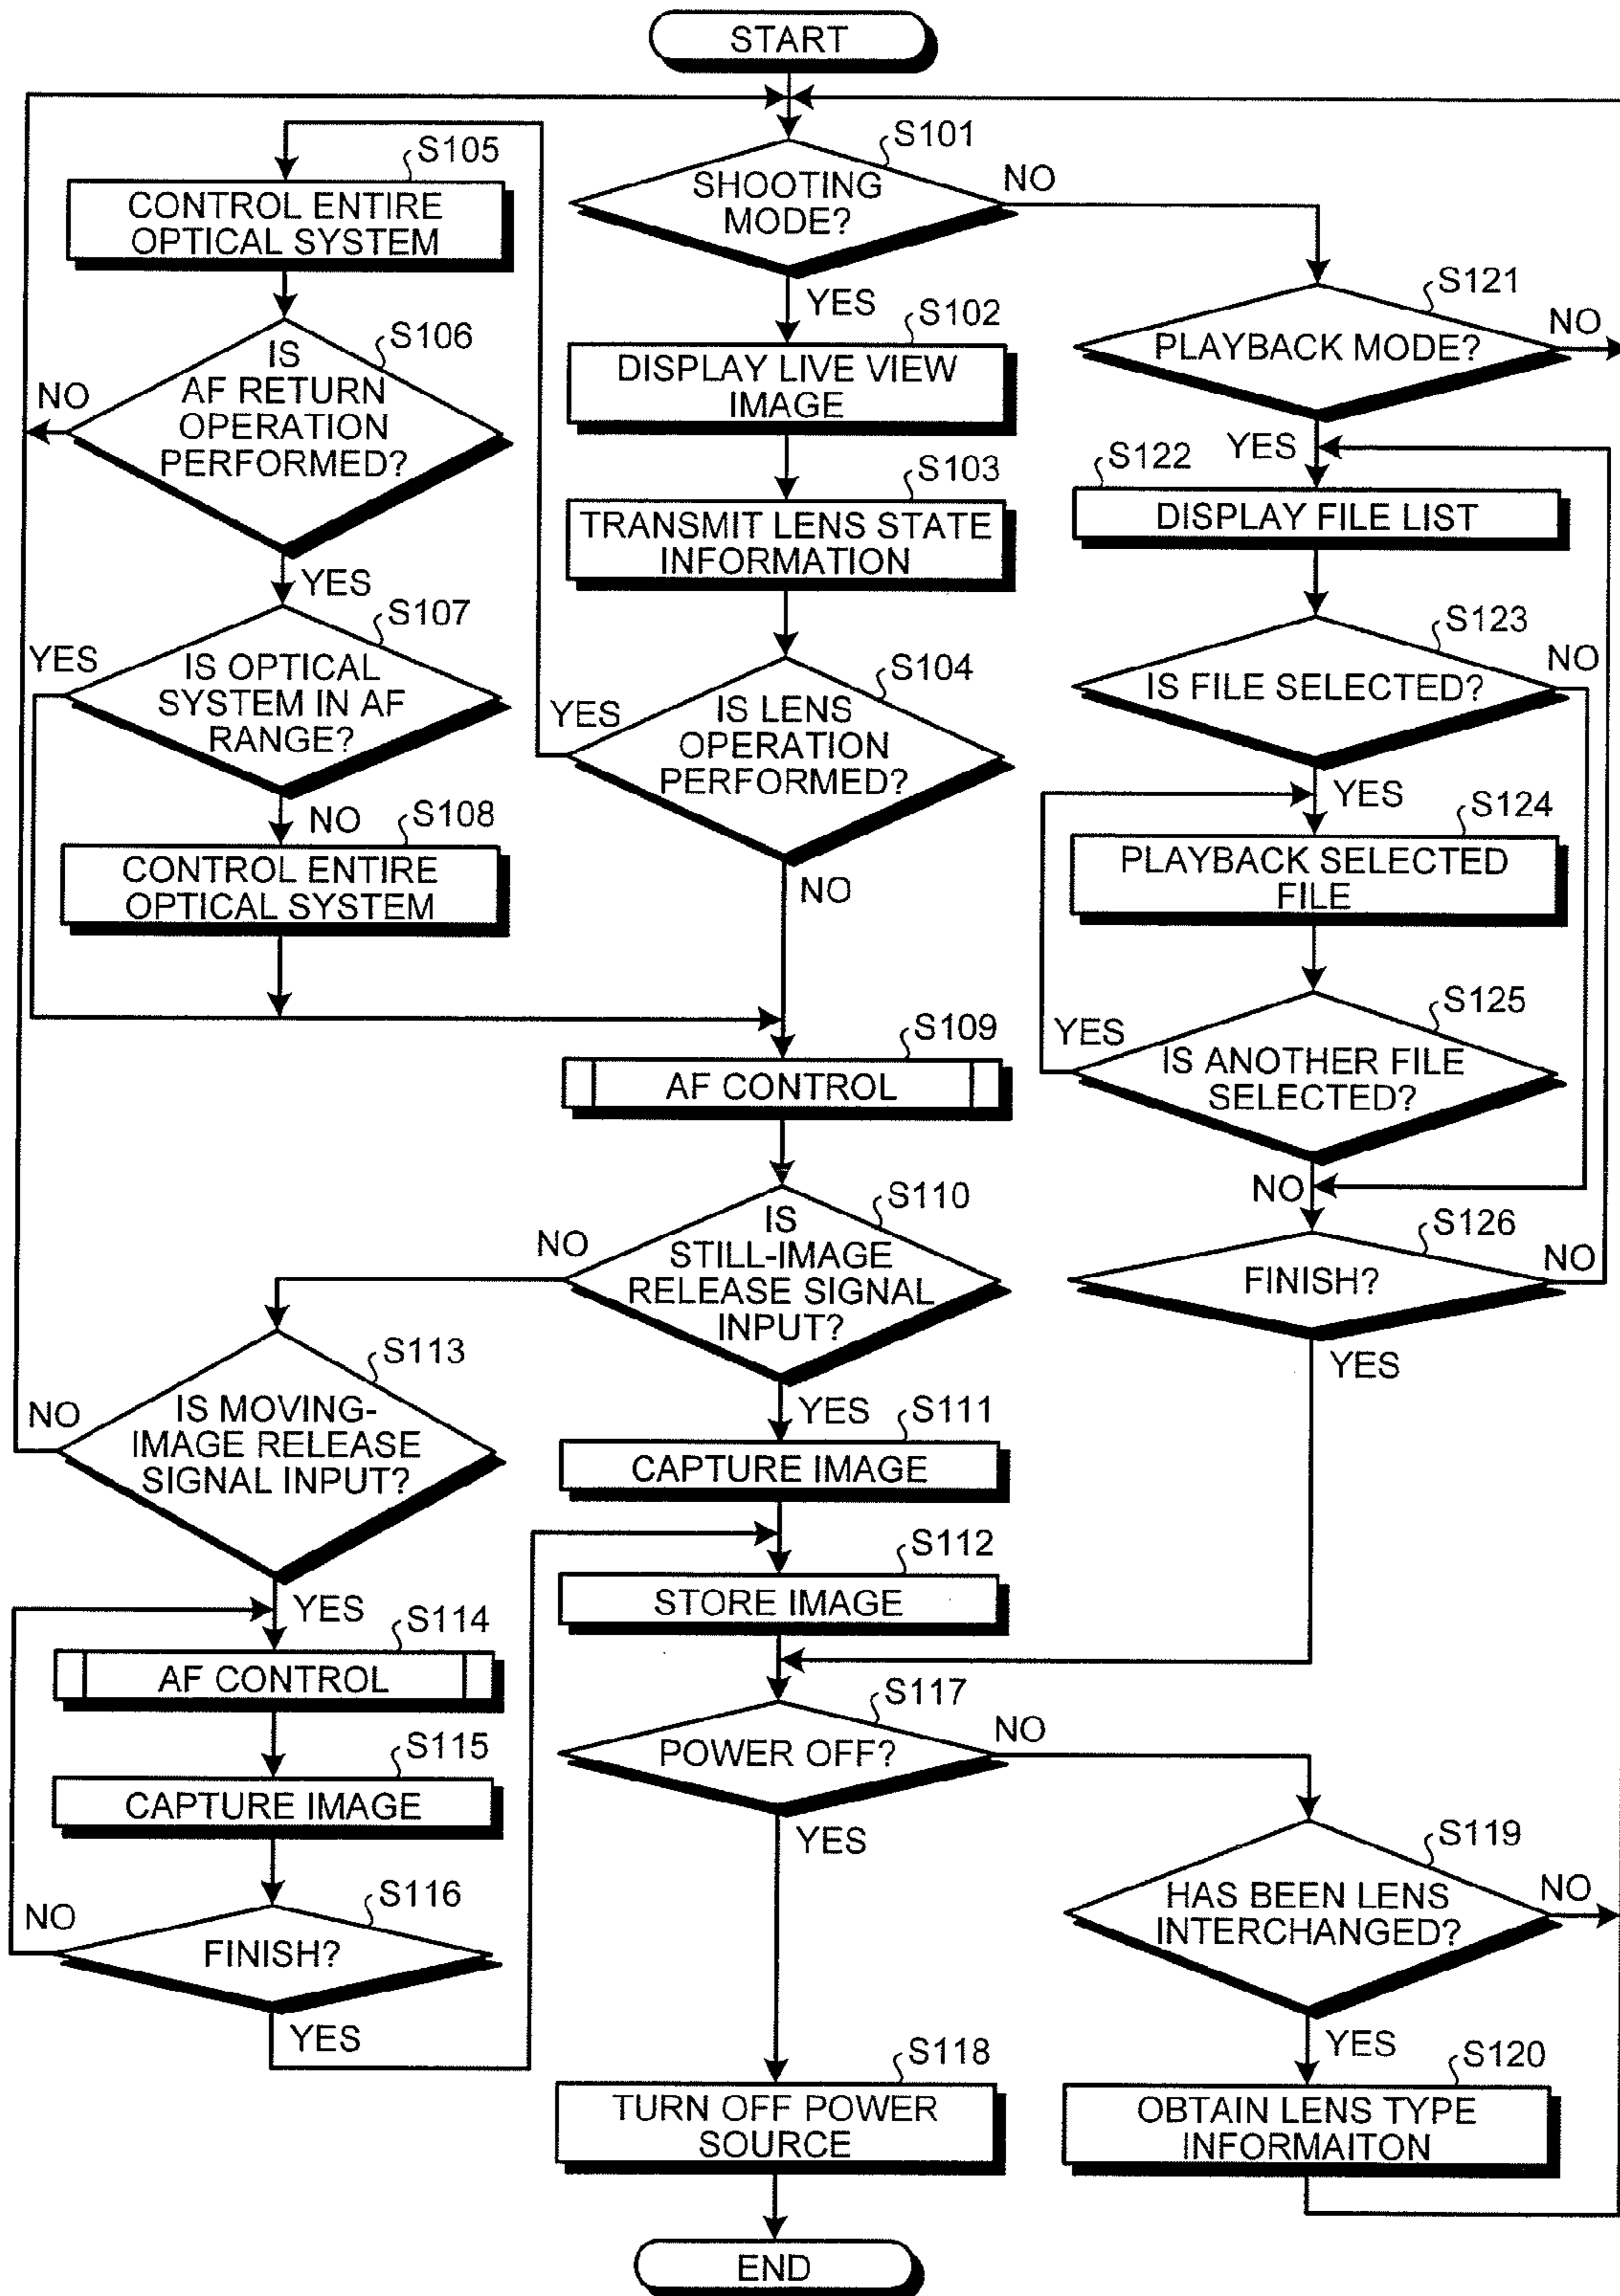 START
S101
SHOOTING
MODE?
NO
YES
S102
DISPLAY LIVE VIEW
IMAGE
S103
TRANSMIT LENS STATE
INFORMATION
S104
IS LENS
OPERATION
PERFORMED?
YES
NO
S105
CONTROL ENTIRE
OPTICAL SYSTEM
S106
IS
AF RETURN
OPERATION
PERFORMED?
NO
YES
S107
IS OPTICAL
SYSTEM IN AF
RANGE?
YES
NO
S108
CONTROL ENTIRE
OPTICAL SYSTEM
S109
AF CONTROL
S110
IS
STILL-IMAGE
RELEASE SIGNAL
INPUT?
NO
YES
S111
CAPTURE IMAGE
S112
STORE IMAGE
S113
IS MOVING-
IMAGE RELEASE
SIGNAL INPUT?
NO
YES
S114
AF CONTROL
S115
CAPTURE IMAGE
S116
FINISH?
NO
YES
S117
POWER OFF?
NO
YES
S118
TURN OFF POWER
SOURCE
END
S119
HAS BEEN LENS
INTERCHANGED?
NO
YES
S120
OBTAIN LENS TYPE
INFORMAITON
S121
PLAYBACK MODE?
NO
YES
S122
DISPLAY FILE LIST
S123
IS FILE SELECTED?
NO
YES
S124
PLAYBACK SELECTED
FILE
S125
IS ANOTHER FILE
SELECTED?
YES
NO
S126
FINISH?
NO
YES